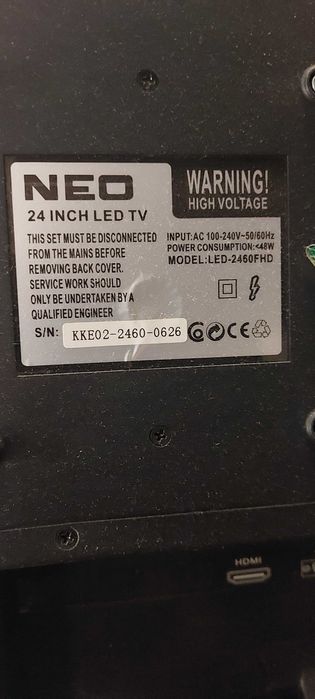 NEO
24 INCH LED TV
THIS SET MUST BE DISCONNECTED
FROM THE MAINS BEFORE
REMOVING BACK COVER.
SERVICE WORK SHOULD
ONLY BE UNDERTAKEN BY A
QUALIFIED ENGINEER
S/N: KKE02-2460-0626
WARNING!
HIGH VOLTAGE
INPUT:AC 100-240V~50/60Hz
POWER CONSUMPTION:<48W
MODEL:LED-2460FHD
CE
HDMI